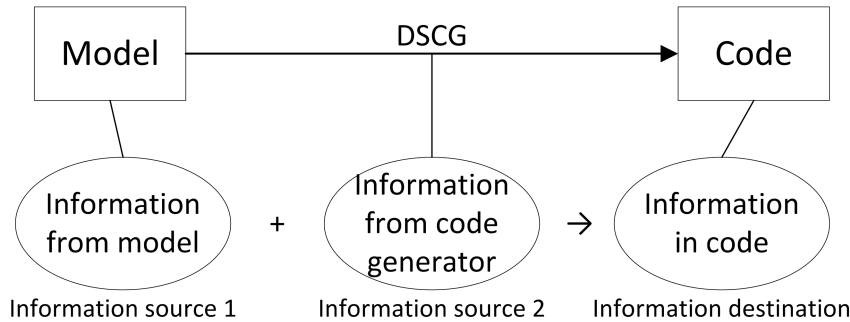 DSCG
Model
Code
Information
from model
+
Information
from code
generator
→
Information
in code
Information source 1
Information source 2
Information destination